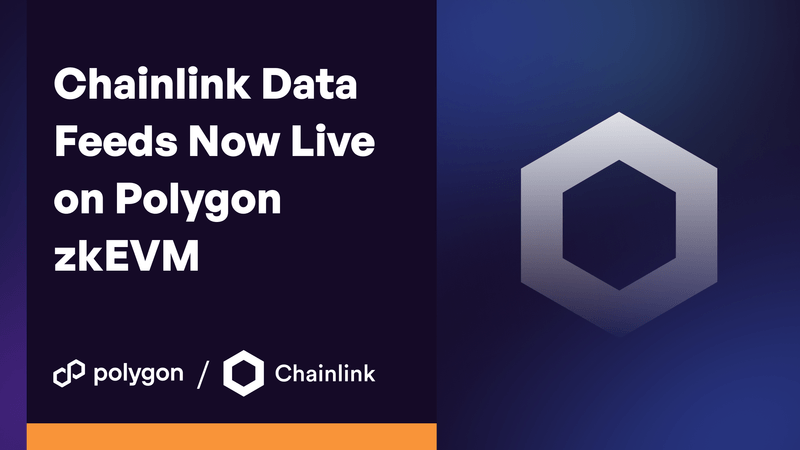 Chainlink Data
Feeds Now Live
on Polygon
zkEVM
polygon / Chainlink